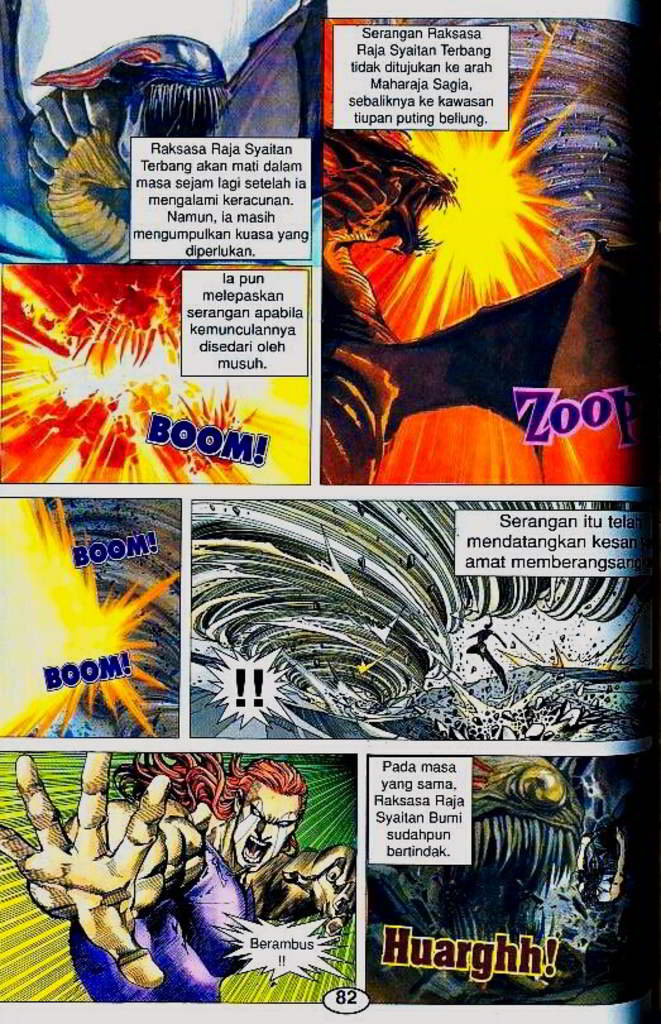 Raksasa Raja Syaitan
Terbang akan mati dalam
masa sejam lagi setelah ia
mengalami keracunan.
Namun, ia masih
mengumpulkan kuasa yang
diperlukan.
Serangan Raksasa
Raja Syaitan Terbang
tidak ditujukan ke arah
Maharaja Sagia,
sebaliknya ke kawasan
tiupan puting beliung.
Ia pun
melepaskan
serangan apabila
kemunculannya
disedari oleh
musuh.
BOOM!
ZOOP
BOOM!
BOOM!
Serangan itu telah
mendatangkan kesan
amat memberangsang
!!
Berambus
!!
Pada masa
yang sama,
Raksasa Raja
Syaitan Bumi
sudahpun
bertindak.
Huarghh!
82